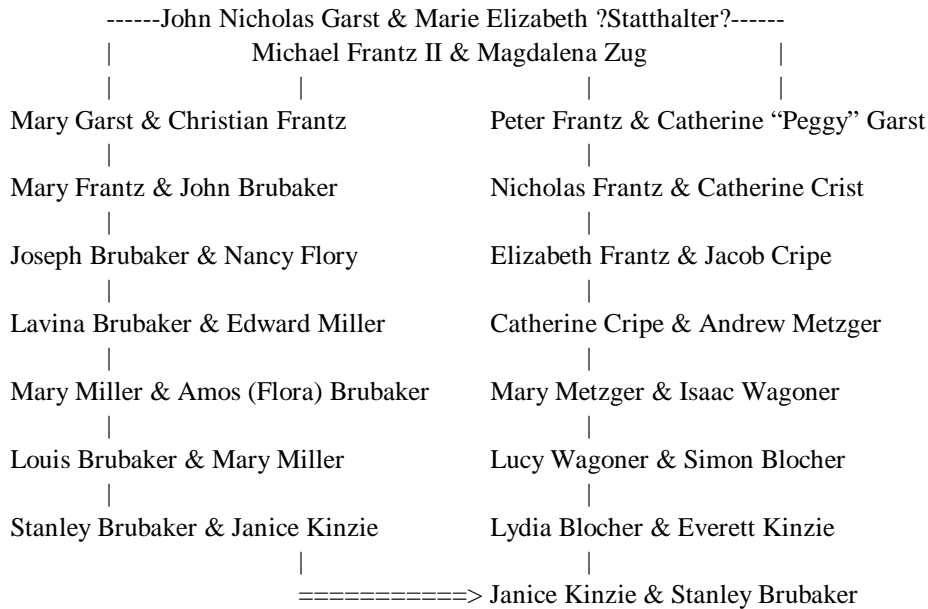 ------John Nicholas Garst & Marie Elizabeth ?Statthalter?------
| Michael Frantz II & Magdalena Zug |
| | | |
Mary Garst & Christian Frantz Peter Frantz & Catherine “Peggy” Garst
| |
Mary Frantz & John Brubaker Nicholas Frantz & Catherine Crist
| |
Joseph Brubaker & Nancy Flory Elizabeth Frantz & Jacob Cripe
| |
Lavina Brubaker & Edward Miller Catherine Cripe & Andrew Metzger
| |
Mary Miller & Amos (Flora) Brubaker Mary Metzger & Isaac Wagoner
| |
Louis Brubaker & Mary Miller Lucy Wagoner & Simon Blocher
| |
Stanley Brubaker & Janice Kinzie Lydia Blocher & Everett Kinzie
| |
===========> Janice Kinzie & Stanley Brubaker